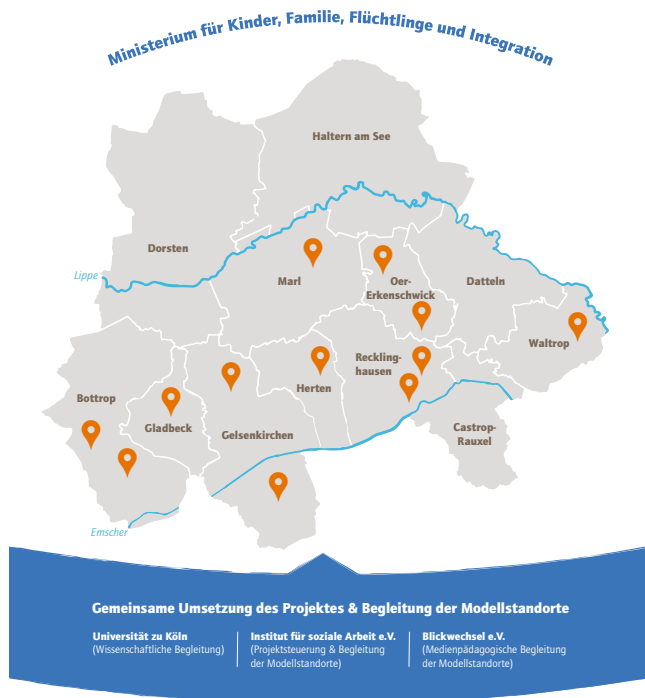 Ministerium für Kinder, Familie, Flüchtlinge und Integration
Haltern am See
Dorsten
Lippe
Marl
Oer-
Erkenschwick
Datteln
Waltrop
Reckling-
hausen
Herten
Bottrop
Gladbeck
Gelsenkirchen
Castrop-
Rauxel
Emscher
Gemeinsame Umsetzung des Projektes & Begleitung der Modellstandorte
Universität zu Köln
(Wissenschaftliche Begleitung)
Institut für soziale Arbeit e.V.
(Projektsteuerung & Begleitung
der Modellstandorte)
Blickwechsel e.V.
(Medienpädagogische Begleitung
der Modellstandorte)